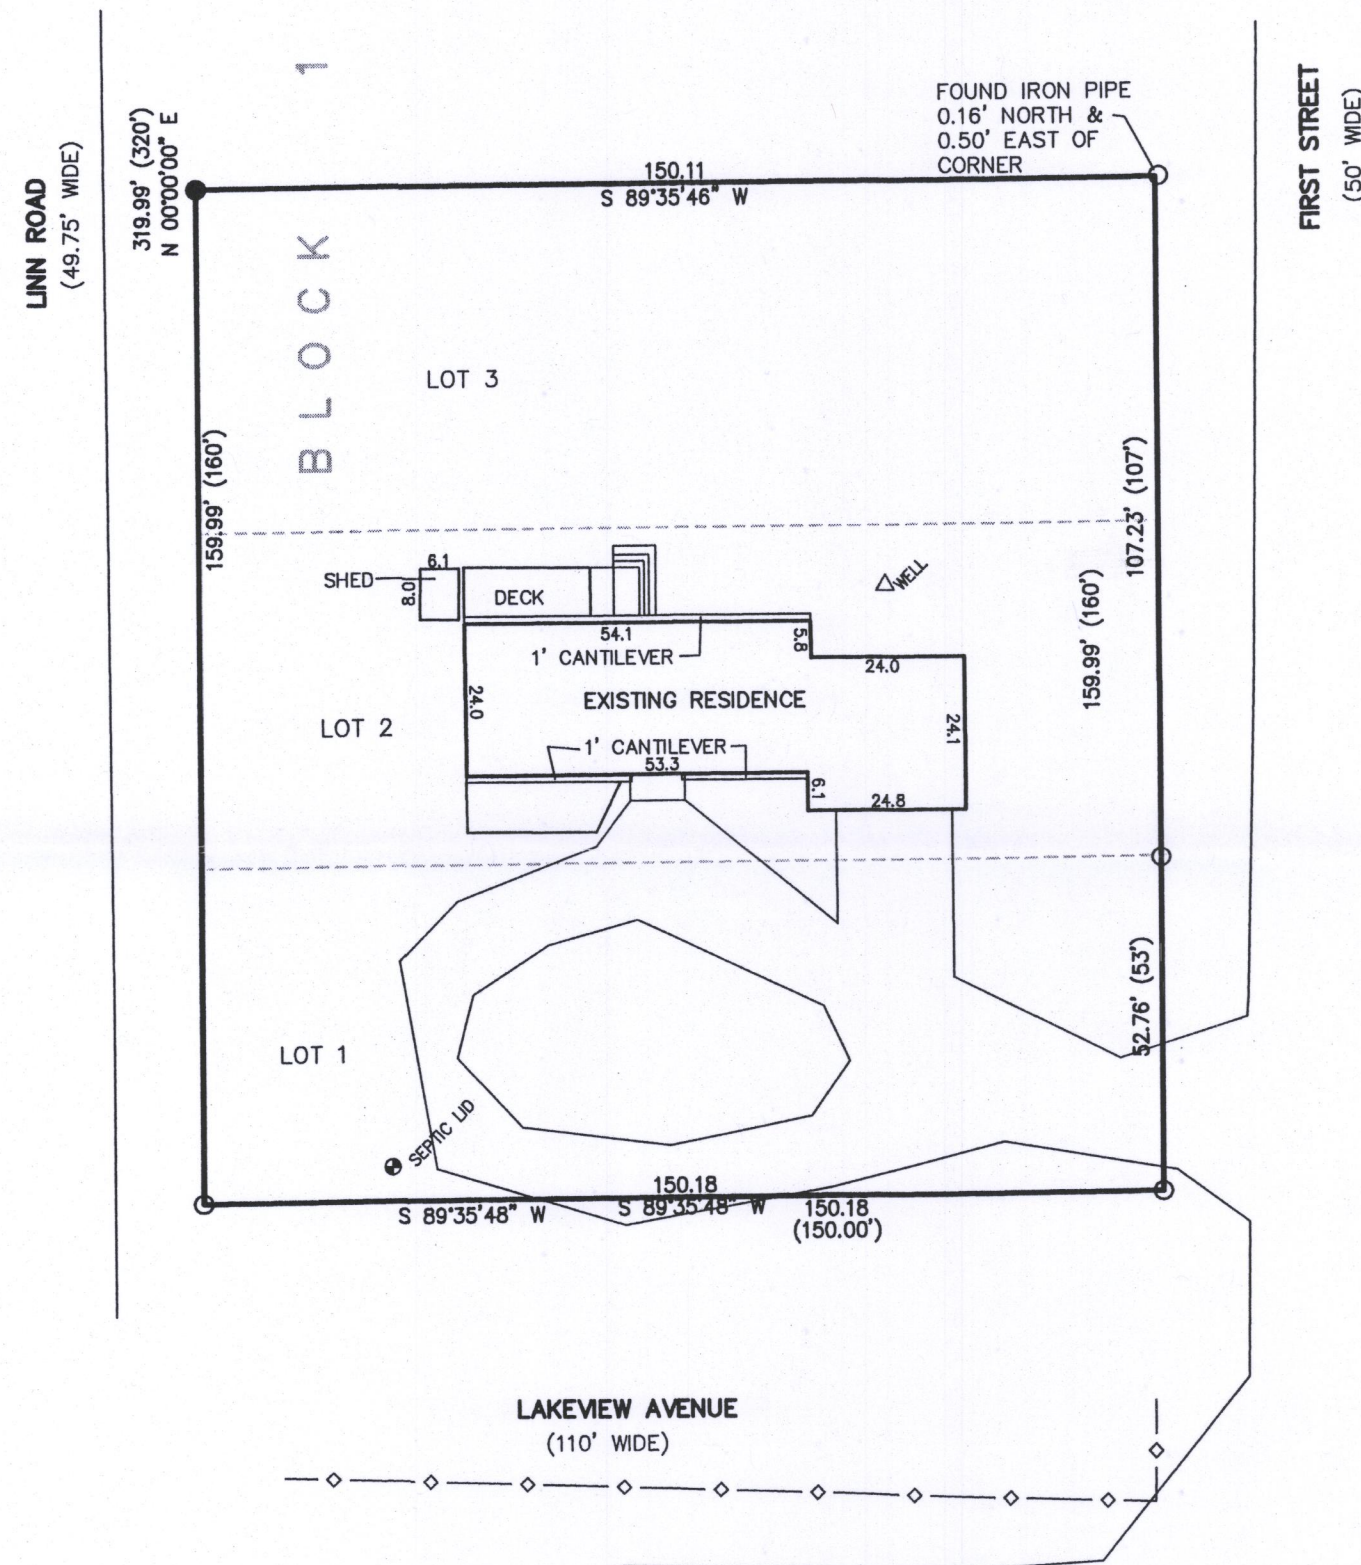 LINN ROAD
(49.75' WIDE)
319.99' (320')
N 00°00'00" E
BLOCK 1
FOUND IRON PIPE
0.16' NORTH &
0.50' EAST OF
CORNER
FIRST STREET
(50' WIDE)
150.11
S 89°35'46" W
LOT 3
159.99' (160')
107.23' (107')
159.99' (160')
6.1
SHED
8.0
DECK
WELL
54.1
5.8
1' CANTILEVER
24.0
24.0
EXISTING RESIDENCE
24.1
LOT 2
1' CANTILEVER
53.3
6.1
24.8
52.76' (53')
LOT 1
SEPTIC LID
150.18
S 89°35'48" W
S 89°35'48" W
150.18
(150.00')
LAKEVIEW AVENUE
(110' WIDE)